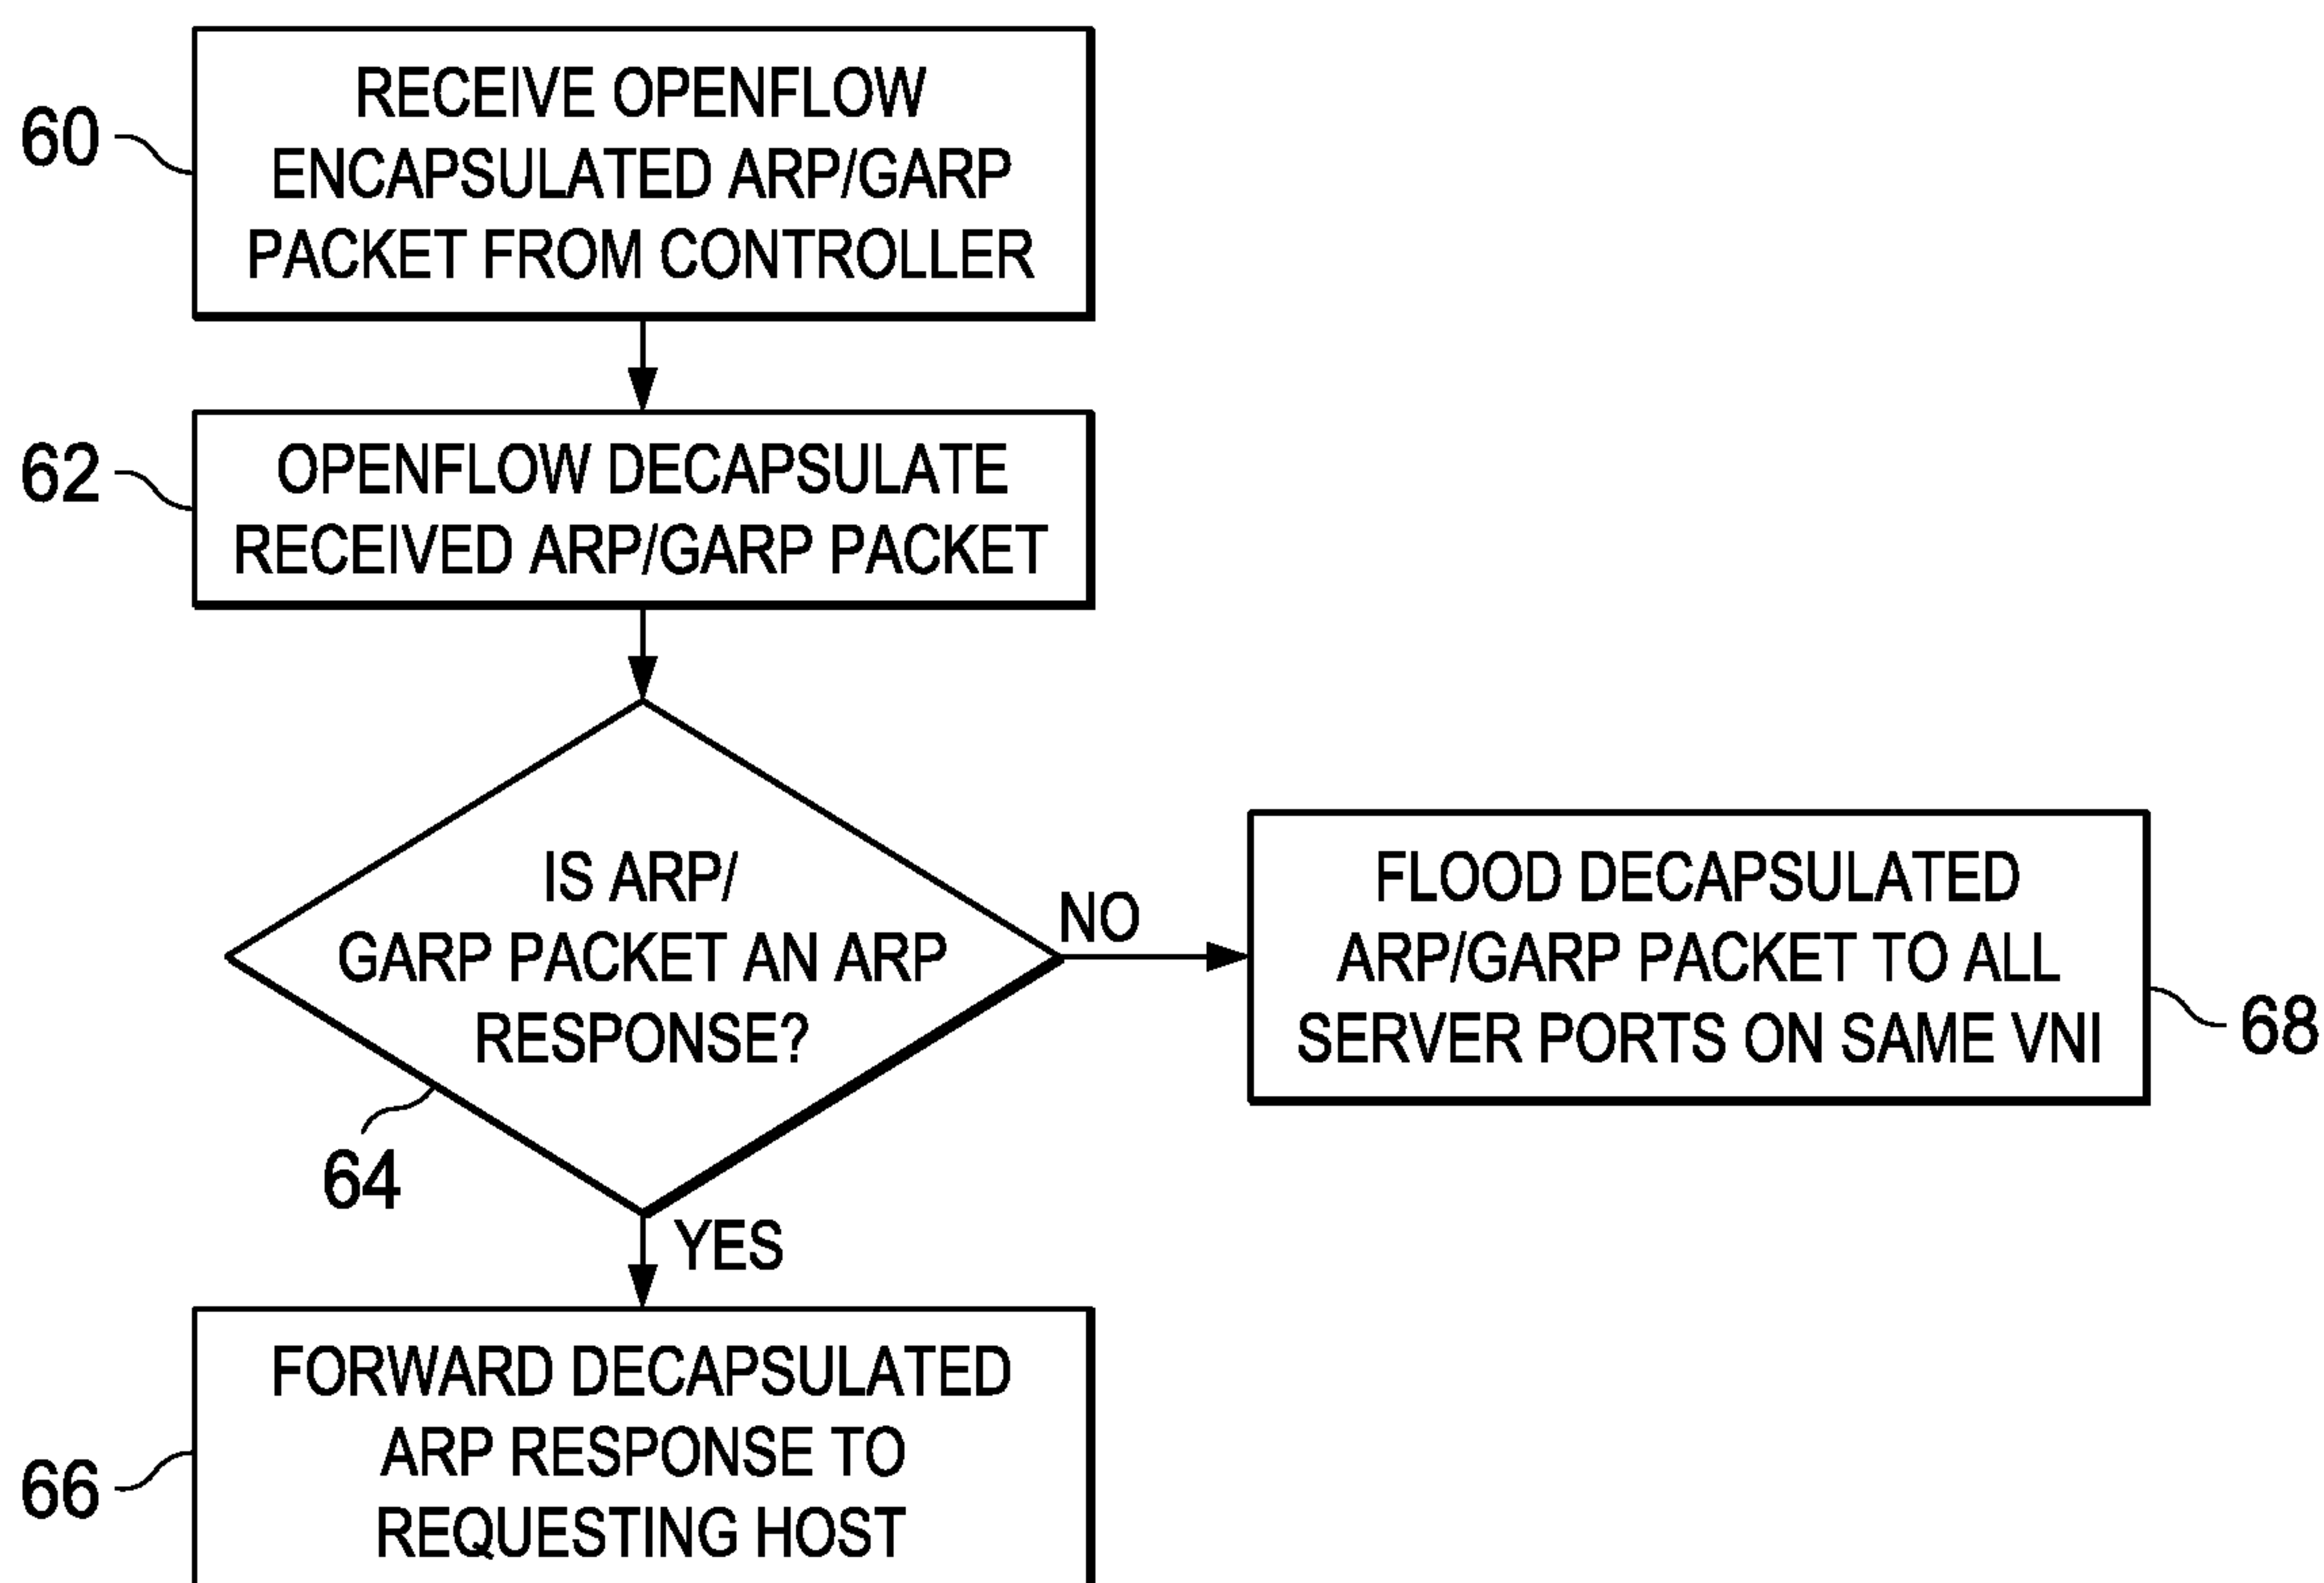 60
RECEIVE OPENFLOW
ENCAPSULATED ARP/GARP
PACKET FROM CONTROLLER
62
OPENFLOW DECAPSULATE
RECEIVED ARP/GARP PACKET
IS ARP/
GARP PACKET AN ARP
RESPONSE?
64
NO
FLOOD DECAPSULATED
ARP/GARP PACKET TO ALL
SERVER PORTS ON SAME VNI
68
YES
66
FORWARD DECAPSULATED
ARP RESPONSE TO
REQUESTING HOST